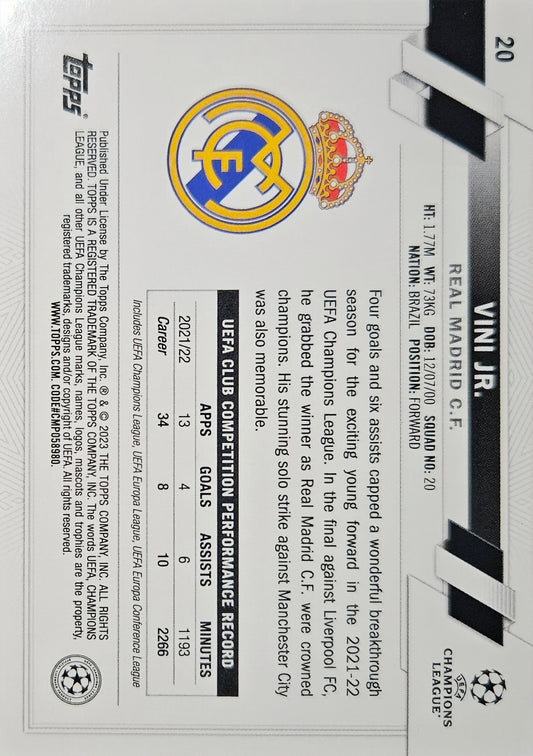 20
VINI JR.
REAL MADRID C.F.
HT: 1.77M WT: 73KG DOB: 12/07/00 SQUAD NO: 20
NATION: BRAZIL POSITION: FORWARD
UEFA
CHAMPIONS
LEAGUE
Four goals and six assists capped a wonderful breakthrough
season for the exciting young forward in the 2021-22
UEFA Champions League. In the final against Liverpool FC,
he grabbed the winner as Real Madrid C.F. were crowned
champions. His stunning solo strike against Manchester City
was also memorable.
UEFA CLUB COMPETITION PERFORMANCE RECORD
APPS GOALS ASSISTS MINUTES
2021/22 13 4 6 1193
Career 34 8 10 2266
Includes UEFA Champions League, UEFA Europa League, UEFA Europa Conference League
topps®
Published Under License by The Topps Company, Inc. ® & © 2023 THE TOPPS COMPANY, INC. ALL RIGHTS
RESERVED. TOPPS IS A REGISTERED TRADEMARK OF THE TOPPS COMPANY, INC. The words UEFA, CHAMPIONS
LEAGUE, and all other UEFA Champions League marks, names, logos, mascots and trophies are the property,
registered trademarks, designs and/or copyright of UEFA. All rights reserved.
WWW.TOPPS.COM. CODE#CMP058980.